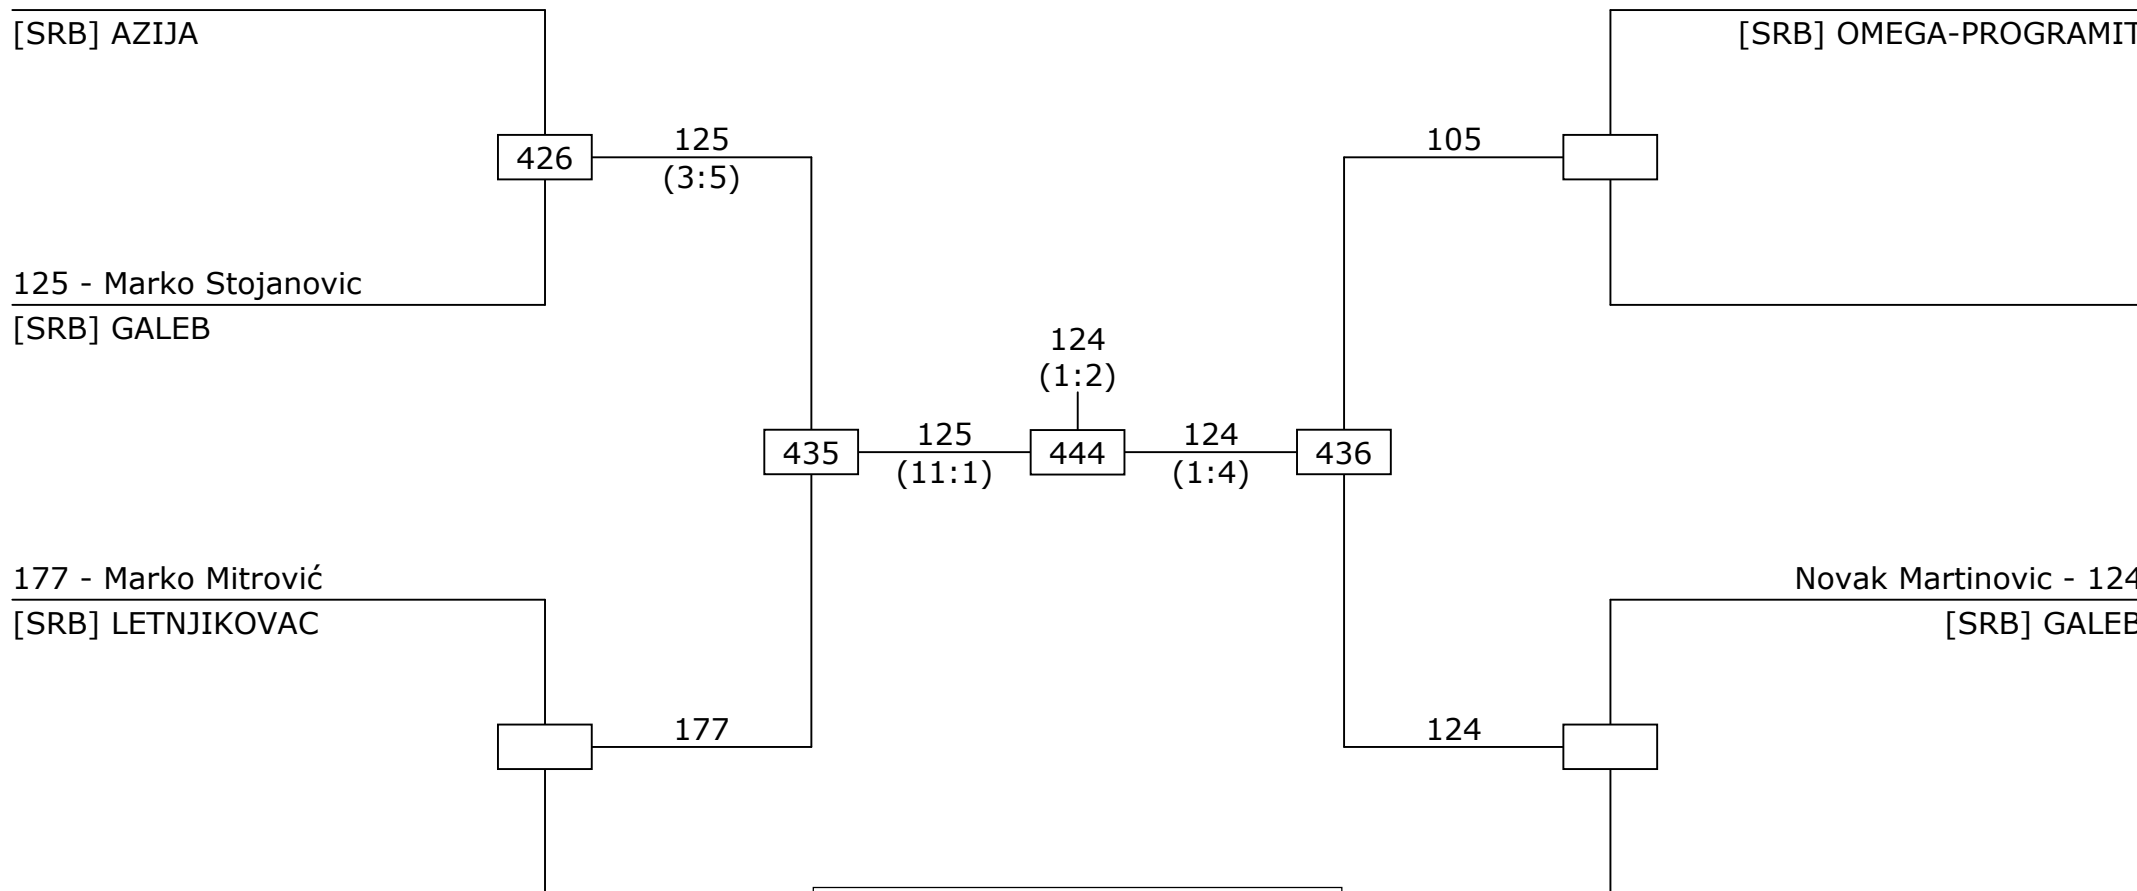 [SRB] AZIJA
[SRB] OMEGA-PROGRAMIT
426
125
(3:5)
105
125 - Marko Stojanovic
[SRB] GALEB
124
(1:2)
435
125
(11:1)
444
124
(1:4)
436
177 - Marko Mitrović
[SRB] LETNJIKOVAC
Novak Martinovic - 124
[SRB] GALEB
177
124